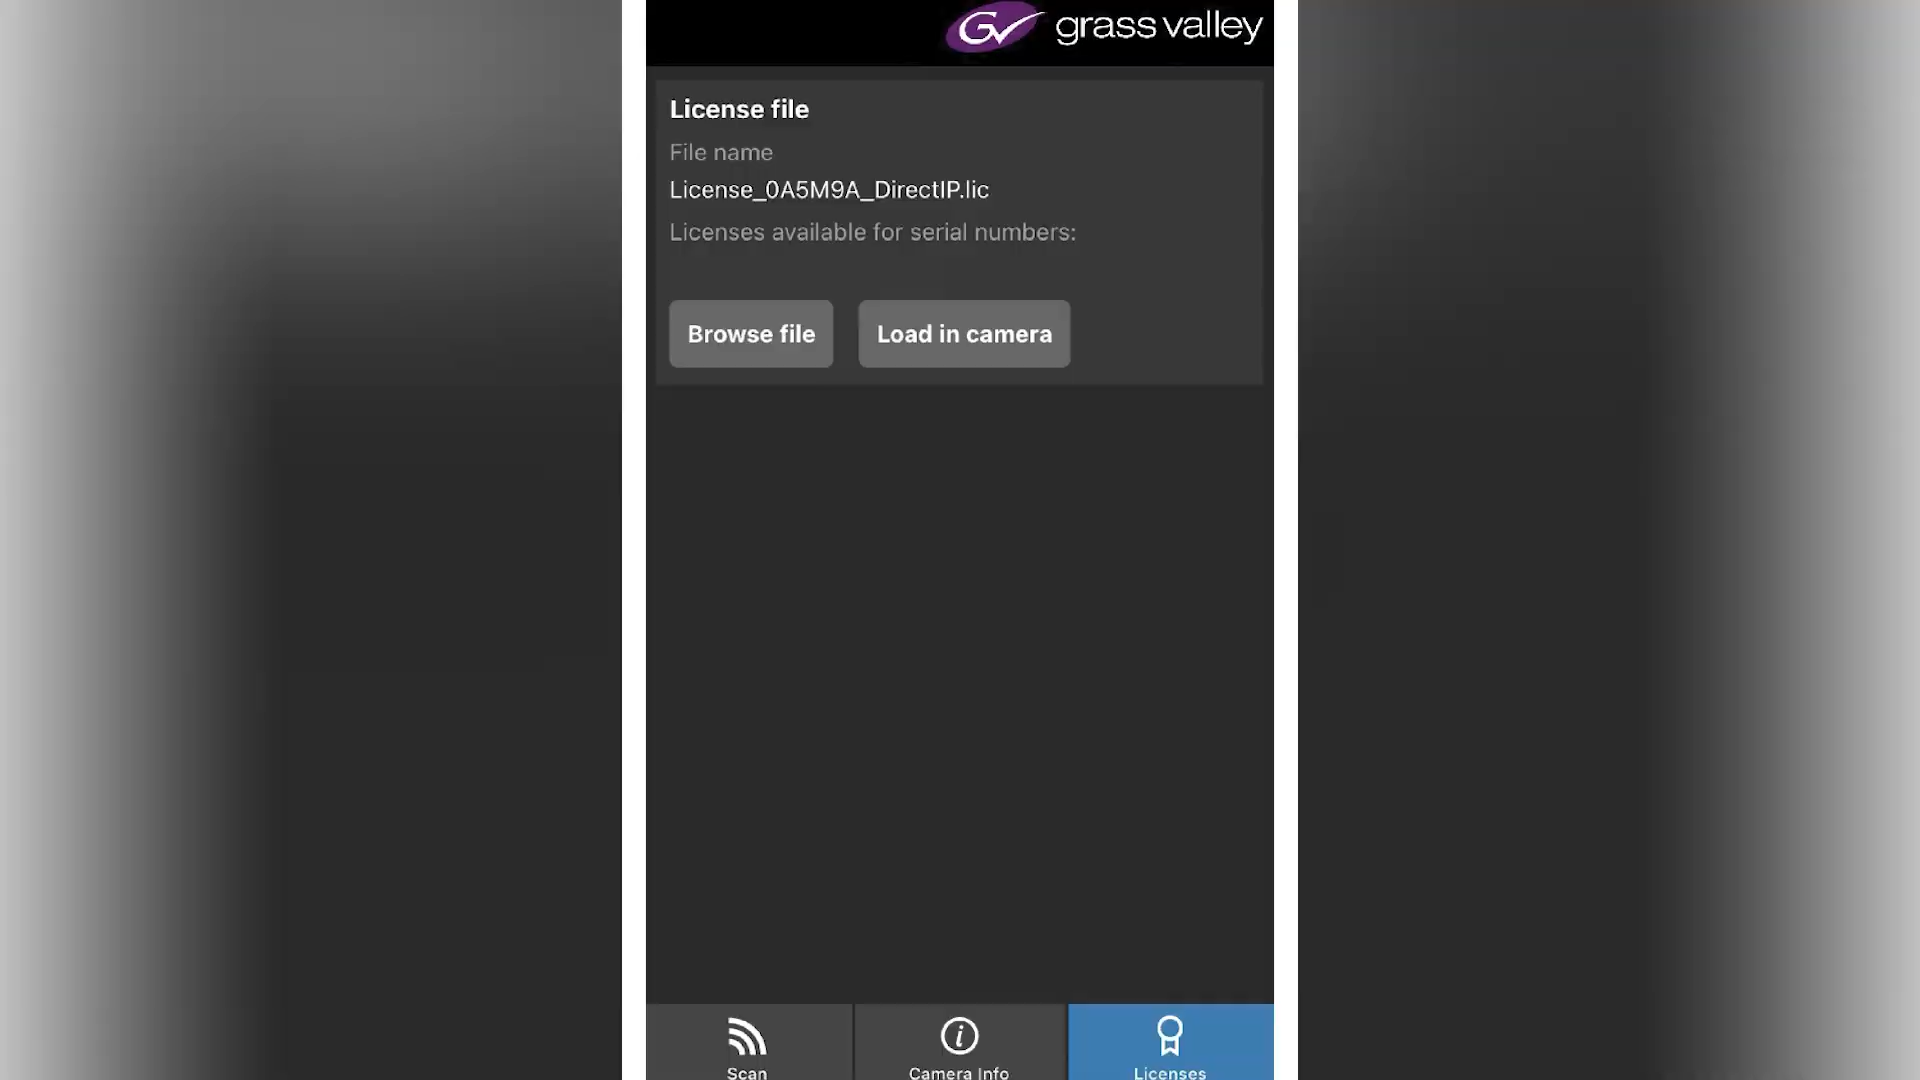 GV grass valley
License file
File name
License_0A5M9A_DirectIP.lic
Licenses available for serial numbers:
Browse file Load in camera
Scan Camera Info Licenses